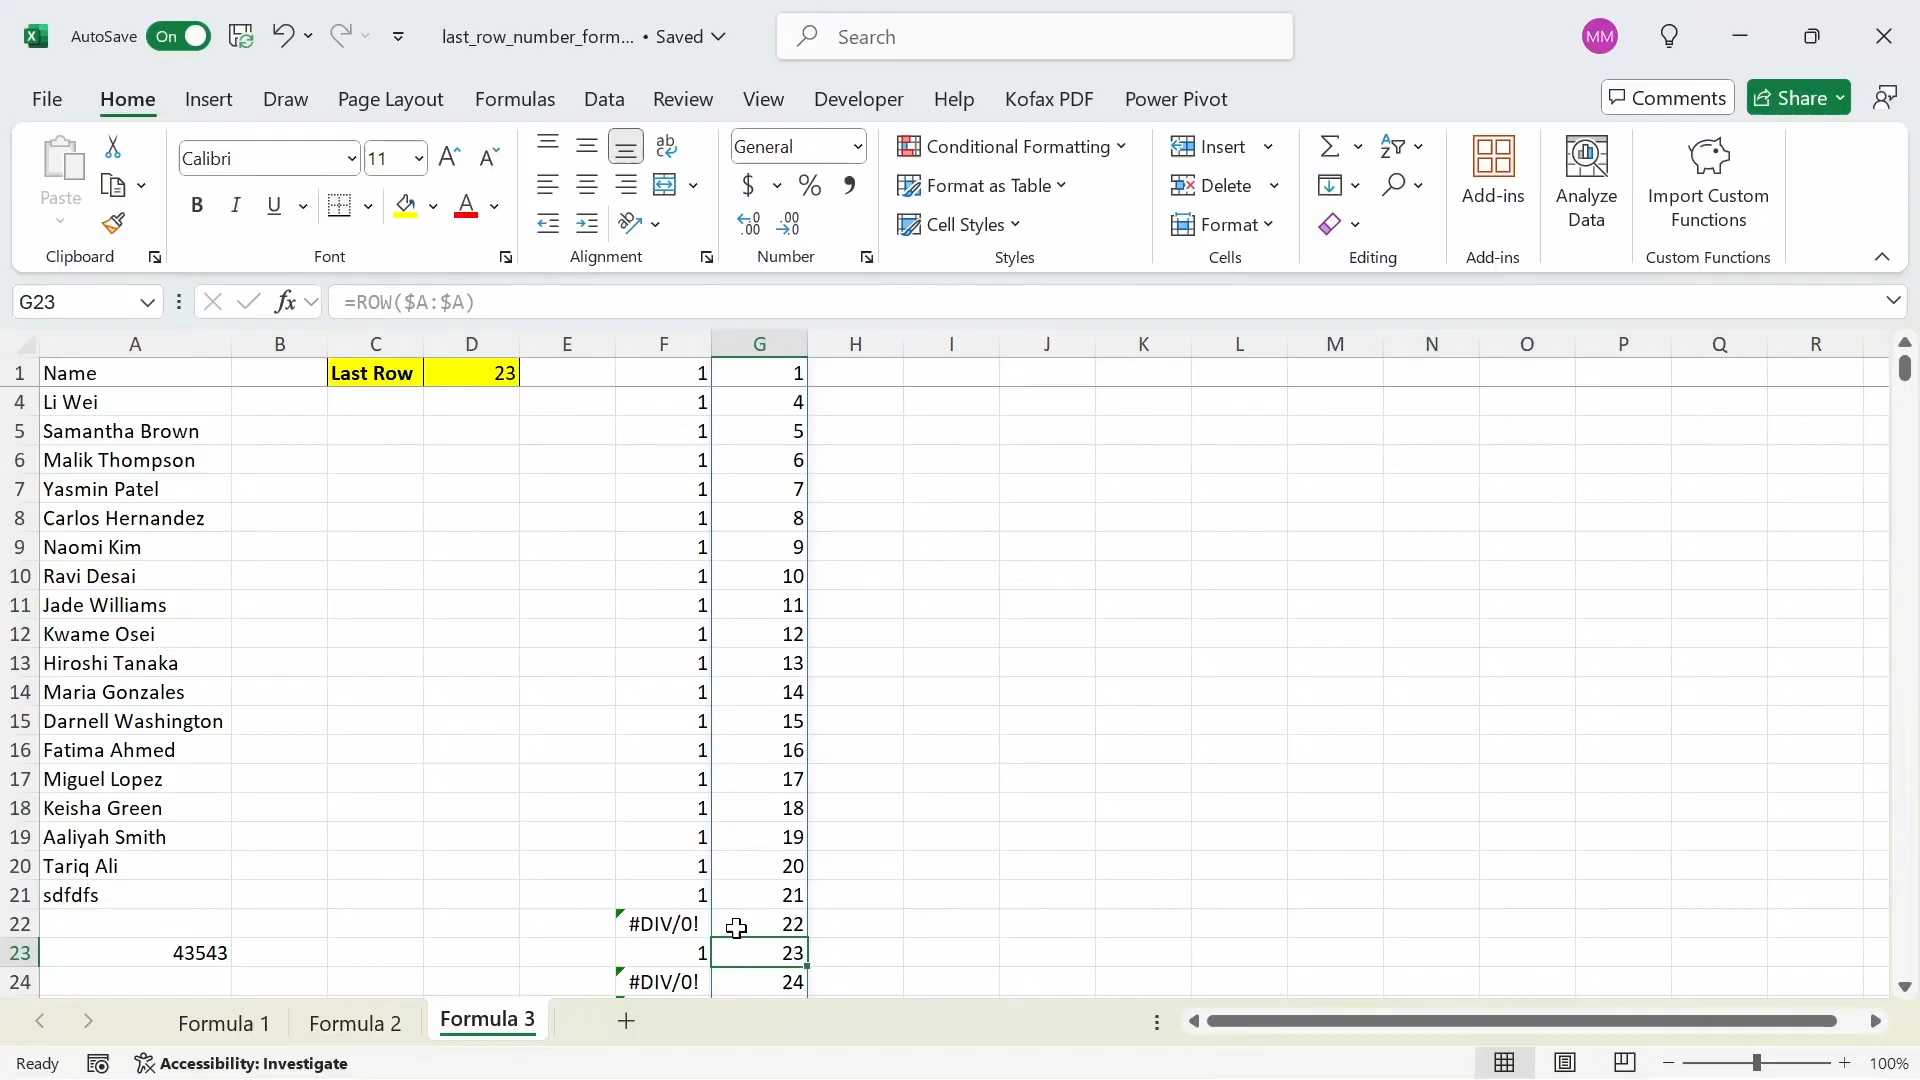 AutoSave On last_row_number_form... • Saved Search MM
File Home Insert Draw Page Layout Formulas Data Review View Developer Help Kofax PDF Power Pivot Comments Share
Paste Calibri 11 A A ab c General Conditional Formatting Insert Σ A Z
B I U A $ % , Format as Table Delete Add-ins Analyze Data Import Custom Functions
←0 .00 .00 →0 Cell Styles Format
Clipboard Font Alignment Number Styles Cells Editing Add-ins Custom Functions
G23 fx =ROW($A:$A)
A B C D E F G H I J K L M N O P Q R
1 Name Last Row 23 1 1
4 Li Wei 1 4
5 Samantha Brown 1 5
6 Malik Thompson 1 6
7 Yasmin Patel 1 7
8 Carlos Hernandez 1 8
9 Naomi Kim 1 9
10 Ravi Desai 1 10
11 Jade Williams 1 11
12 Kwame Osei 1 12
13 Hiroshi Tanaka 1 13
14 Maria Gonzales 1 14
15 Darnell Washington 1 15
16 Fatima Ahmed 1 16
17 Miguel Lopez 1 17
18 Keisha Green 1 18
19 Aaliyah Smith 1 19
20 Tariq Ali 1 20
21 sdfdfs 1 21
22 #DIV/0! 22
23 43543 1 23
24 #DIV/0! 24
Formula 1 Formula 2 Formula 3
Ready Accessibility: Investigate 100%